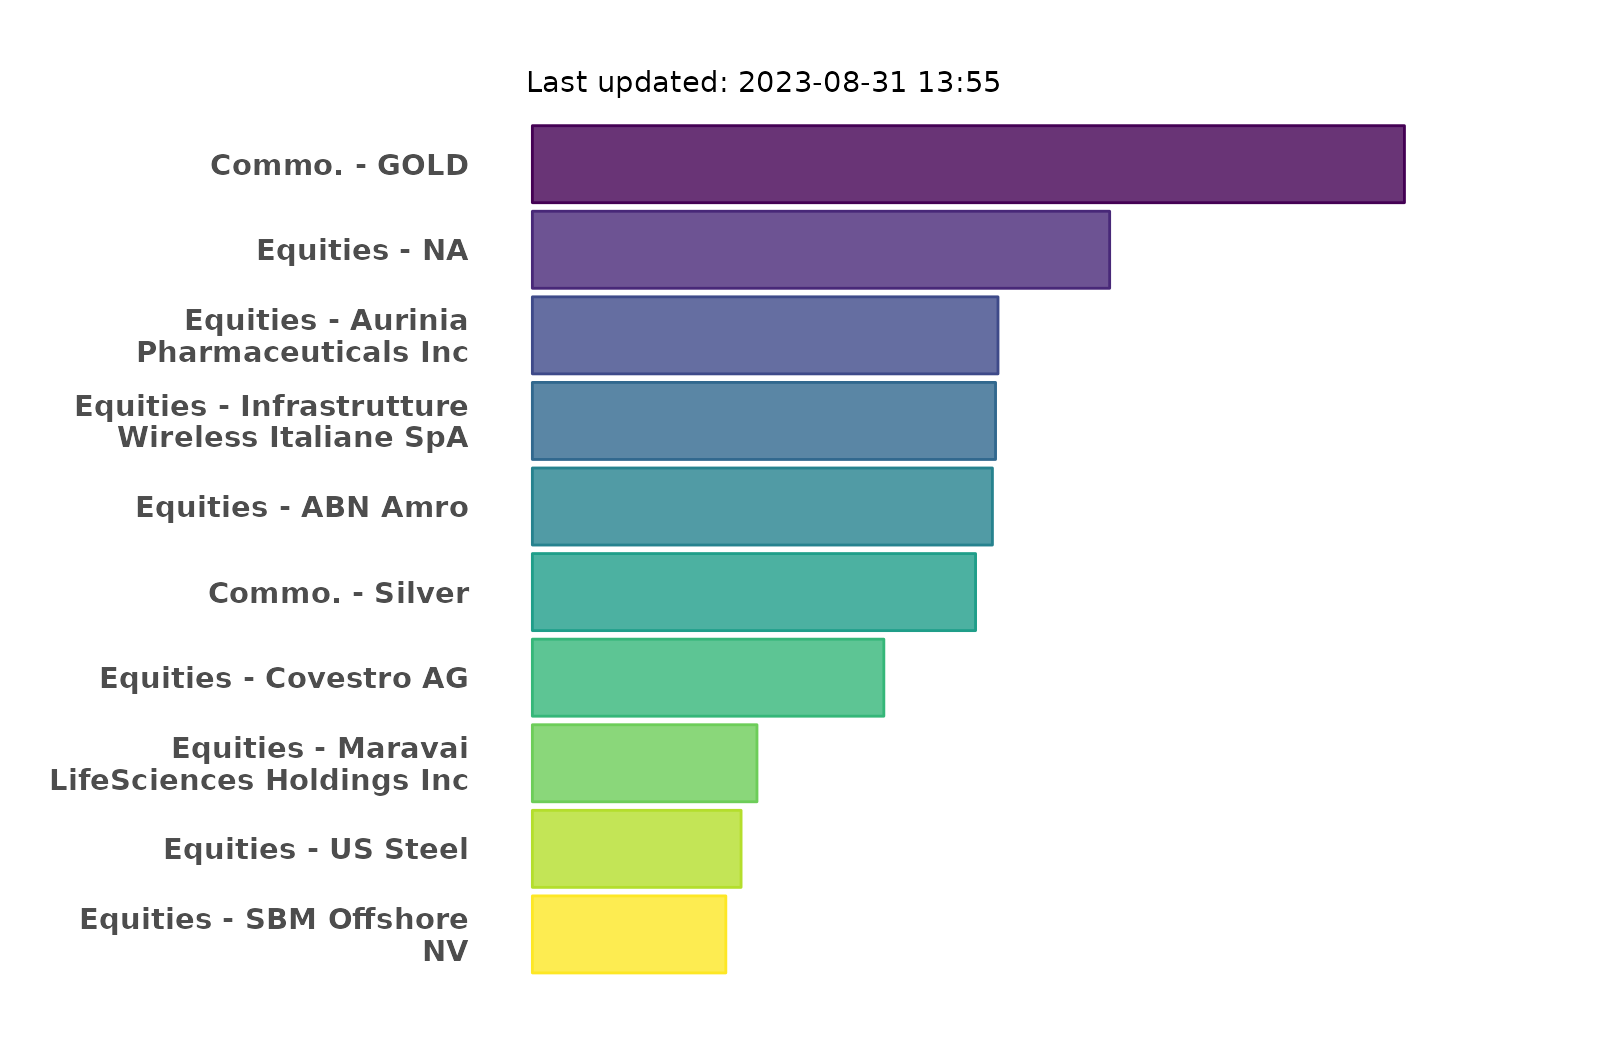 Last updated: 2023-08-31 13:55
Commo. - GOLD
Equities - NA
Equities - Aurinia
Pharmaceuticals Inc
Equities - Infrastrutture
Wireless Italiane SpA
Equities - ABN Amro
Commo. - Silver
Equities - Covestro AG
Equities - Maravai
LifeSciences Holdings Inc
Equities - US Steel
Equities - SBM Offshore
NV